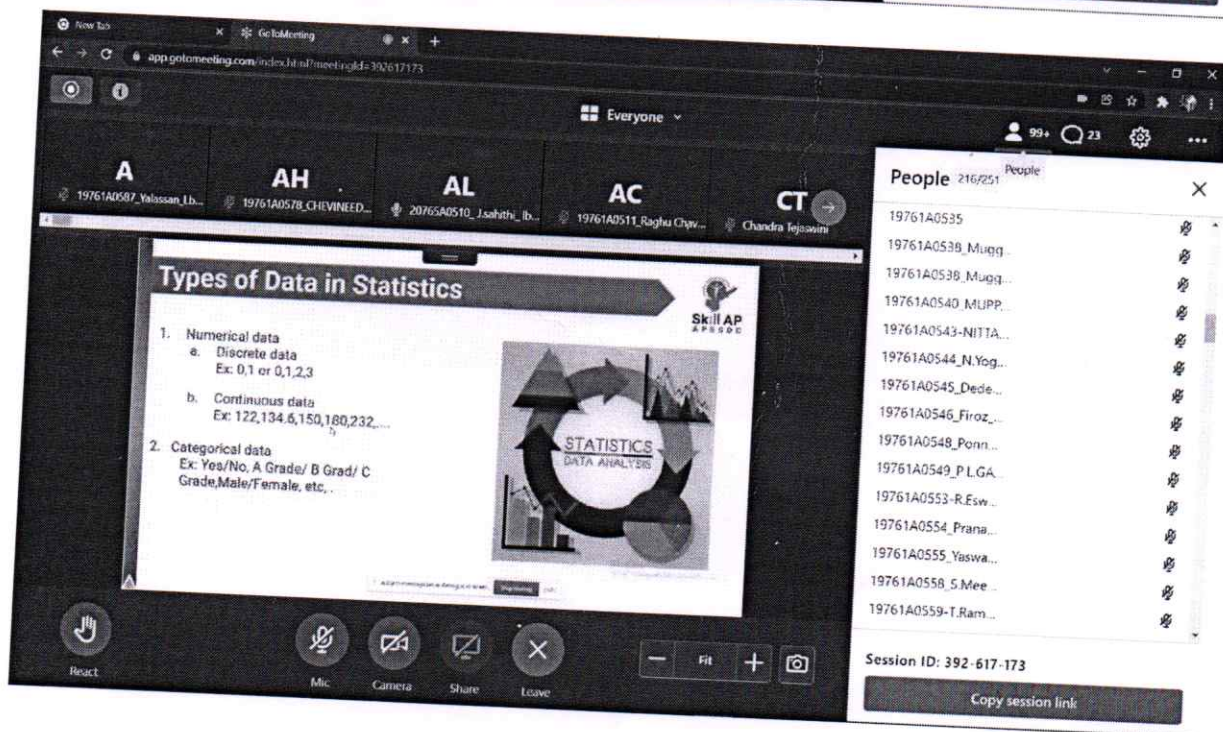 New Tab
GoToMeeting
app.gotomeeting.com/index.html?meetingId=392617173
Everyone
99+
23
A
19761A0587_Yalassan_Lb...
AH
19761A0578_CHEVINEED...
AL
20765A0510_J.sahithi_Ib...
AC
19761A0511_Raghu Chav...
CT
Chandra Tejaswini
Types of Data in Statistics
Skill AP
APSSDC
1. Numerical data
a. Discrete data
Ex: 0,1 or 0,1,2,3
b. Continuous data
Ex: 122,134.6,150,180,232,....
2. Categorical data
Ex: Yes/No, A Grade/ B Grad/ C
Grade,Male/Female, etc,.
STATISTICS
DATA ANALYSIS
People 216/251
People
19761A0535
19761A0538_Mugg...
19761A0538_Mugg...
19761A0540_MUPP...
19761A0543-NITTA...
19761A0544_N.Yog...
19761A0545_Dede...
19761A0546_Firoz_...
19761A0548_Ponn...
19761A0549_P.L.GA...
19761A0553-R.Esw...
19761A0554_Prana...
19761A0555_Yaswa...
19761A0558_S.Mee...
19761A0559-T.Ram...
Session ID: 392-617-173
Copy session link
React
Mic
Camera
Share
Leave
Fit